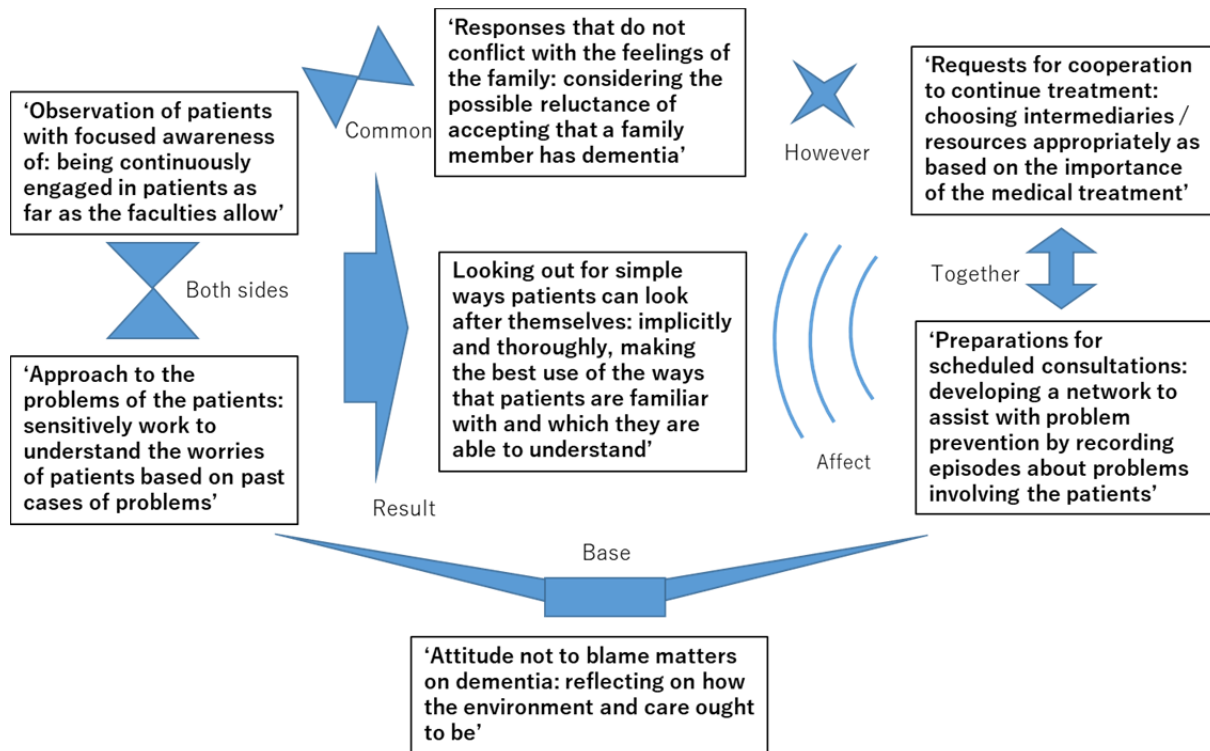 ‘Responses that do not
conflict with the feelings of
the family: considering the
possible reluctance of
accepting that a family
member has dementia’
Common
‘Observation of patients
with focused awareness
of: being continuously
engaged in patients as
far as the faculties allow’
However
‘Requests for cooperation
to continue treatment:
choosing intermediaries /
resources appropriately as
based on the importance
of the medical treatment’
Both sides
Looking out for simple
ways patients can look
after themselves: implicitly
and thoroughly, making
the best use of the ways
that patients are familiar
with and which they are
able to understand’
Together
‘Approach to the
problems of the patients:
sensitively work to
understand the worries
of patients based on past
cases of problems’
Result
Affect
‘Preparations for
scheduled consultations:
developing a network to
assist with problem
prevention by recording
episodes about problems
involving the patients’
Base
‘Attitude not to blame matters
on dementia: reflecting on how
the environment and care ought
to be’